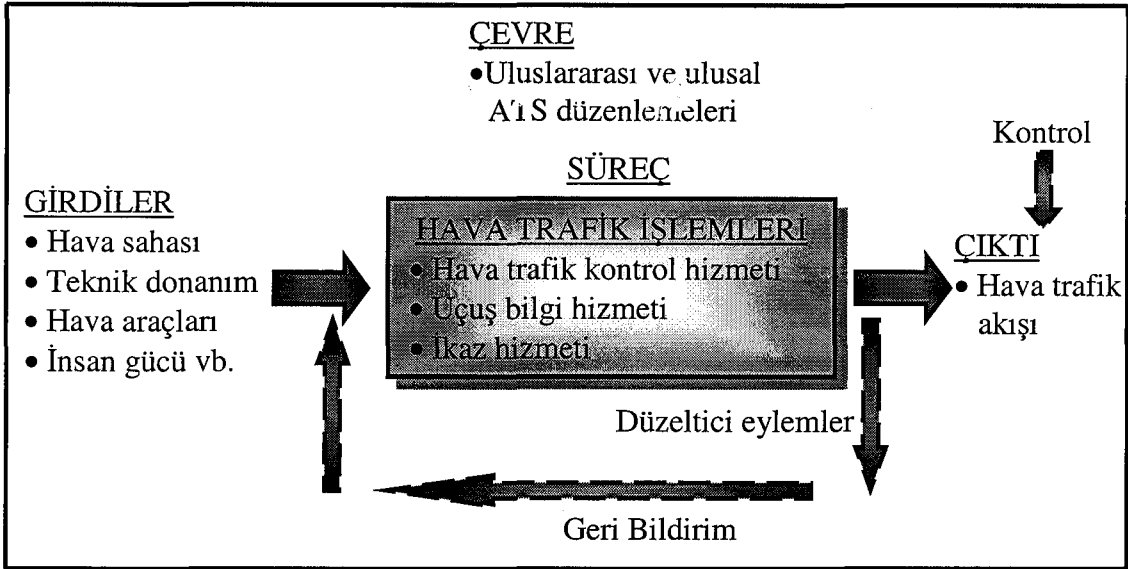 ÇEVRE
•Uluslararası ve ulusal
ATS düzenlemeleri
Kontrol
SÜREÇ
GİRDİLER
• Hava sahası
• Teknik donanım
• Hava araçları
• İnsan gücü vb.
HAVA TRAFİK İŞLEMLERİ
• Hava trafik kontrol hizmeti
• Uçuş bilgi hizmeti
• İkaz hizmeti
ÇIKTI
• Hava trafik
akışı
Düzeltici eylemler
Geri Bildirim